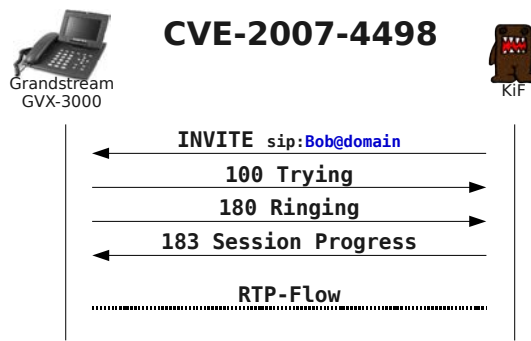 CVE-2007-4498
Grandstream
GVX-3000
KiF
INVITE sip:Bob@domain
100 Trying
180 Ringing
183 Session Progress
RTP-Flow